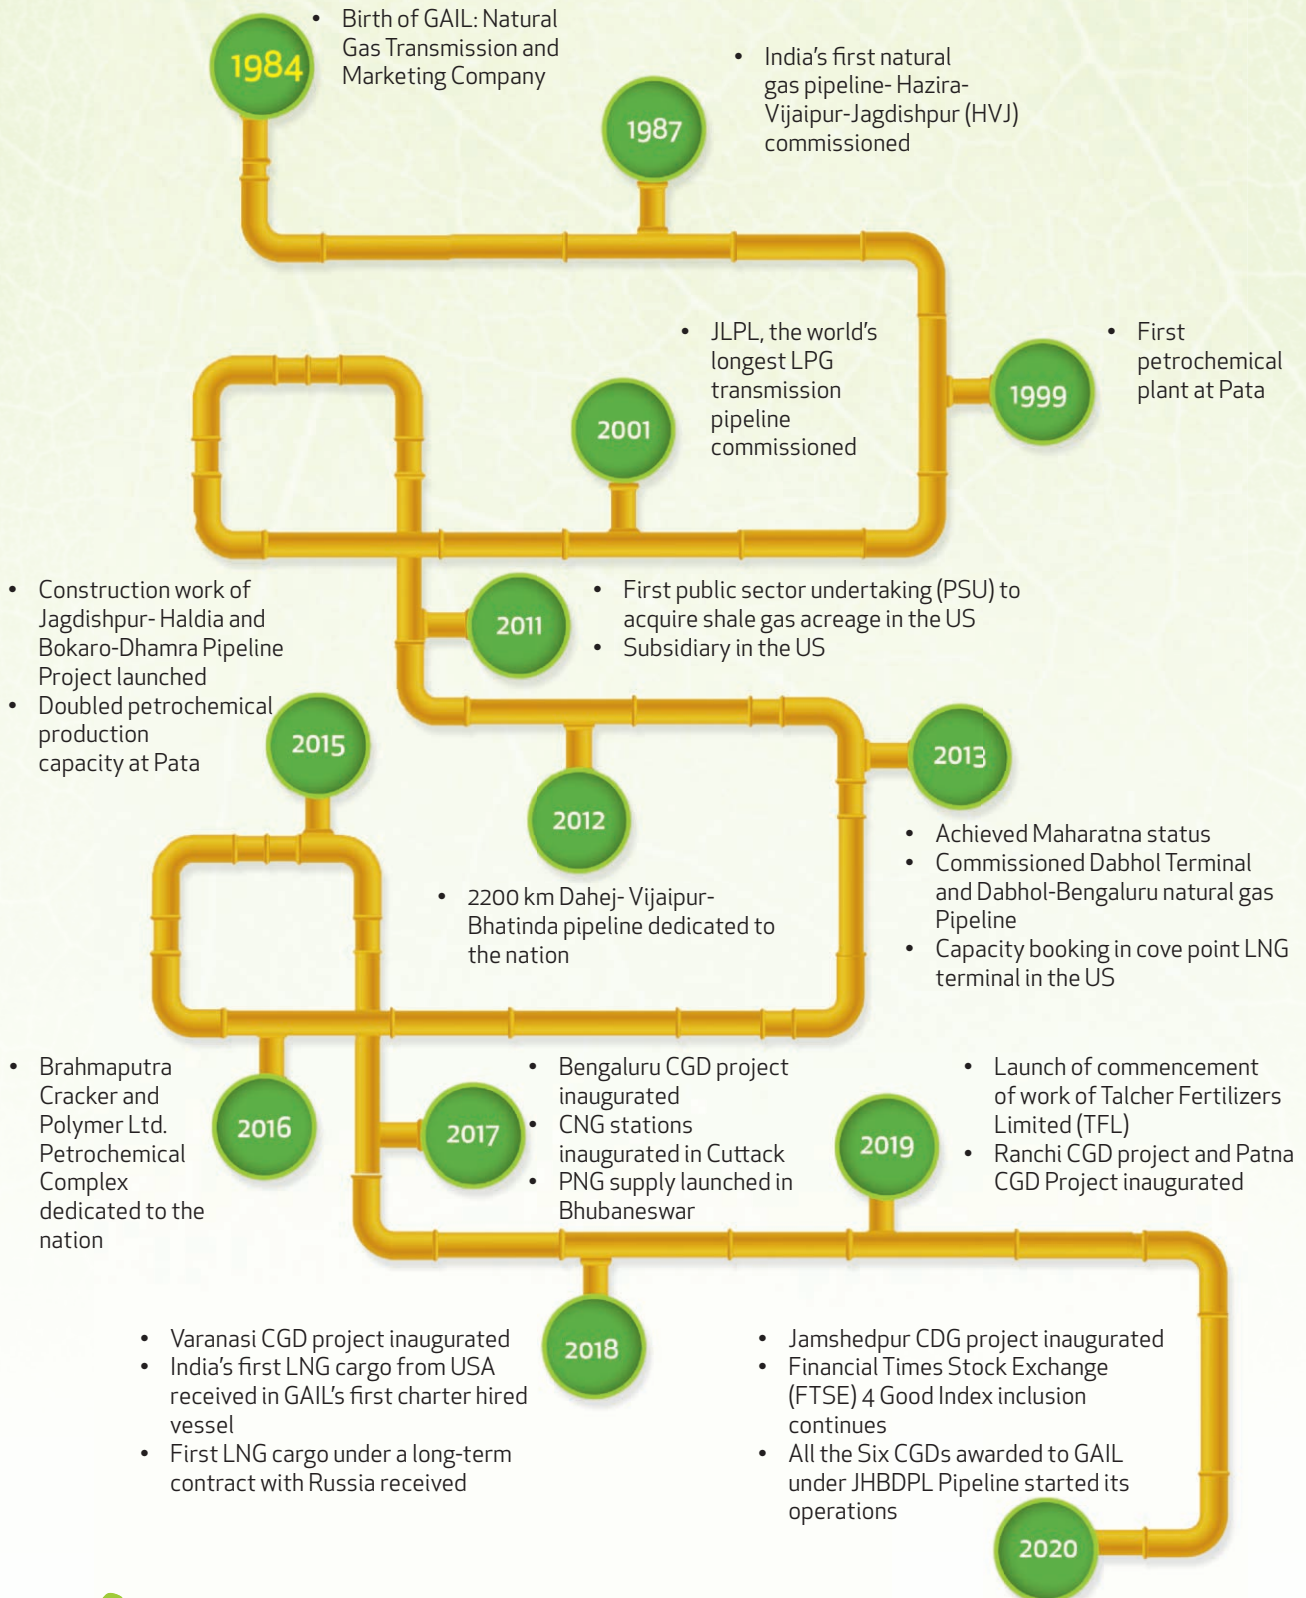 1984
• Birth of GAIL: Natural
Gas Transmission and
Marketing Company
1987
• India's first natural
gas pipeline- Hazira-
Vijaipur-Jagdishpur (HVJ)
commissioned
1999
• First
petrochemical
plant at Pata
2001
• JLPL, the world's
longest LPG
transmission
pipeline
commissioned
2011
• First public sector undertaking (PSU) to
acquire shale gas acreage in the US
• Subsidiary in the US
2012
• 2200 km Dahej- Vijaipur-
Bhatinda pipeline dedicated to
the nation
2013
• Achieved Maharatna status
• Commissioned Dabhol Terminal
and Dabhol-Bengaluru natural gas
Pipeline
• Capacity booking in cove point LNG
terminal in the US
2015
• Construction work of
Jagdishpur- Haldia and
Bokaro-Dhamra Pipeline
Project launched
• Doubled petrochemical
production
capacity at Pata
2016
• Brahmaputra
Cracker and
Polymer Ltd.
Petrochemical
Complex
dedicated to the
nation
2017
• Bengaluru CGD project
inaugurated
• CNG stations
inaugurated in Cuttack
• PNG supply launched in
Bhubaneswar
2018
• Varanasi CGD project inaugurated
• India's first LNG cargo from USA
received in GAIL's first charter hired
vessel
• First LNG cargo under a long-term
contract with Russia received
2019
• Launch of commencement
of work of Talcher Fertilizers
Limited (TFL)
• Ranchi CGD project and Patna
CGD Project inaugurated
2020
• Jamshedpur CDG project inaugurated
• Financial Times Stock Exchange
(FTSE) 4 Good Index inclusion
continues
• All the Six CGDs awarded to GAIL
under JHBDPL Pipeline started its
operations